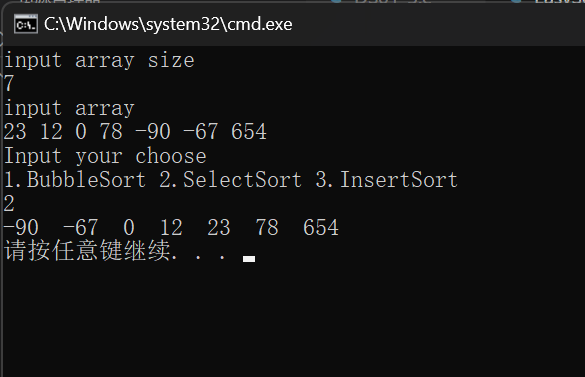 C:\Windows\system32\cmd.exe
input array size
7
input array
23 12 0 78 -90 -67 654
Input your choose
1.BubbleSort 2.SelectSort 3.InsertSort
2
-90  -67  0  12  23  78  654
请按任意键继续. . .